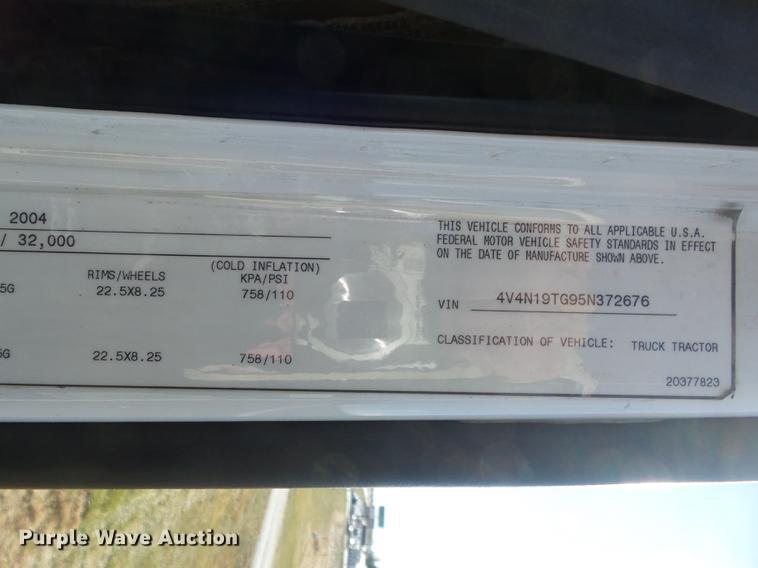 2004
/ 32,000
(COLD INFLATION)
RIMS/WHEELS KPA/PSI
5G 22.5X8.25 758/110
5G 22.5X8.25 758/110
THIS VEHICLE CONFORMS TO ALL APPLICABLE U.S.A.
FEDERAL MOTOR VEHICLE SAFETY STANDARDS IN EFFECT
ON THE DATE OF MANUFACTURE SHOWN ABOVE.
VIN 4V4N19TG95N372676
CLASSIFICATION OF VEHICLE: TRUCK TRACTOR
20377823
Purple Wave Auction